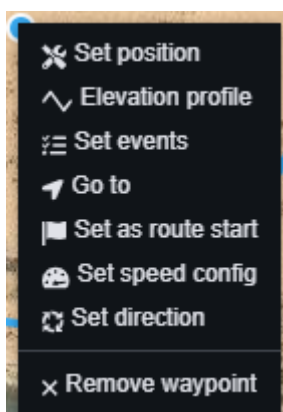 Set position
Elevation profile
Set events
Go to
Set as route start
Set speed config
Set direction
Remove waypoint